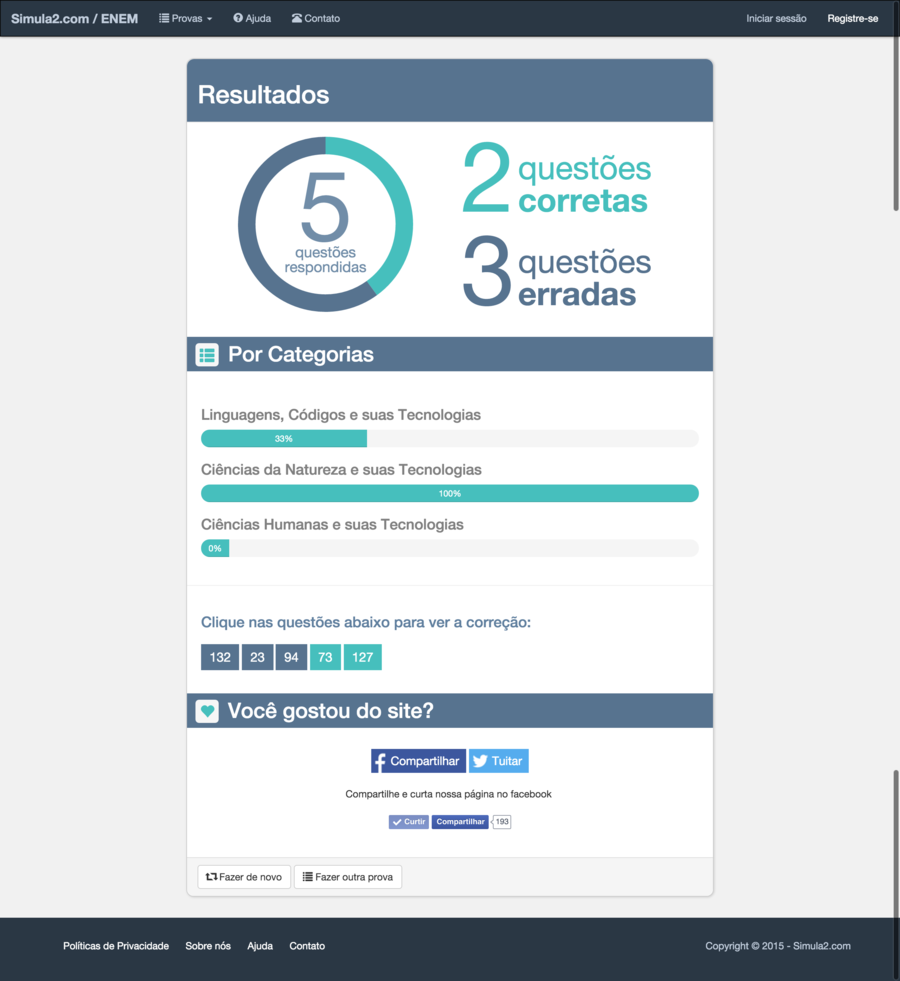 Simula2.com / ENEM Provas Ajuda Contato Iniciar sessão Registre-se
Resultados
5
questões
respondidas
2 questões
corretas
3 questões
erradas
Por Categorias
Linguagens, Códigos e suas Tecnologias
33%
Ciências da Natureza e suas Tecnologias
100%
Ciências Humanas e suas Tecnologias
0%
Clique nas questões abaixo para ver a correção:
132 23 94 73 127
Você gostou do site?
Compartilhar Tuitar
Compartilhe e curta nossa página no facebook
Curtir Compartilhar 193
Fazer de novo Fazer outra prova
Políticas de Privacidade Sobre nós Ajuda Contato Copyright © 2015 - Simula2.com